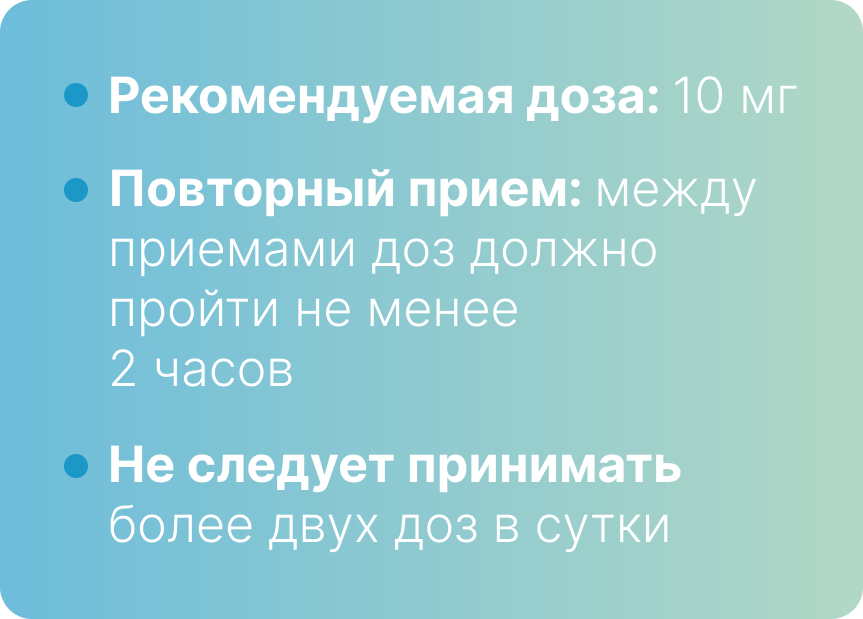 Рекомендуемая доза: 10 мг
Повторный прием: между
приемами доз должно
пройти не менее
2 часов
Не следует принимать
более двух доз в сутки